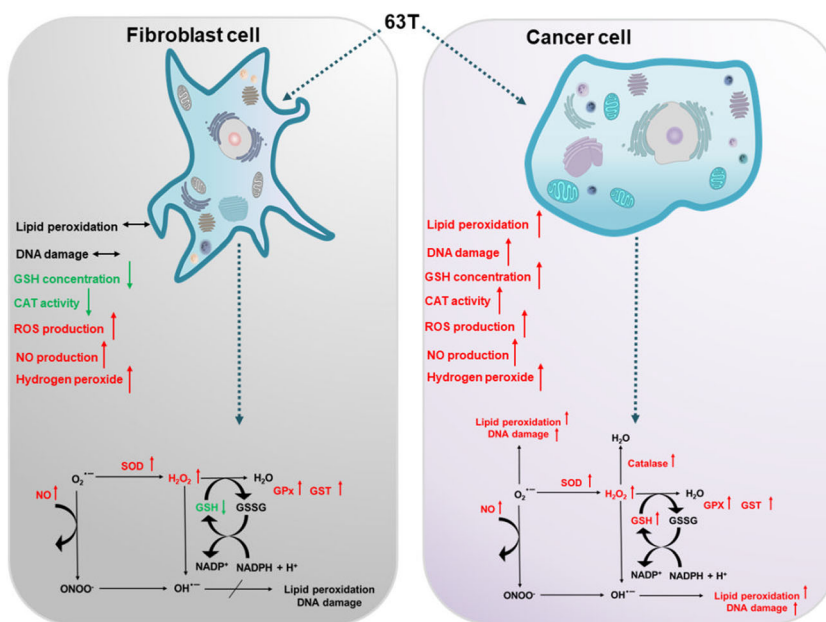 63T
Fibroblast cell
Lipid peroxidation ↔
DNA damage ↔
GSH concentration ↓
CAT activity ↓
ROS production ↑
NO production ↑
Hydrogen peroxide ↑
O₂•−
SOD ↑
H₂O₂ ↑
H₂O
GPx ↑ GST ↑
NO ↑
GSH ↓
GSSG
NADP⁺
NADPH + H⁺
ONOO⁻
OH•−
Lipid peroxidation
DNA damage
Cancer cell
Lipid peroxidation ↑
DNA damage ↑
GSH concentration ↑
CAT activity ↑
ROS production ↑
NO production ↑
Hydrogen peroxide ↑
Lipid peroxidation ↑
DNA damage ↑
H₂O
Catalase ↑
O₂•−
SOD ↑
H₂O₂ ↑
H₂O
GPX ↑ GST ↑
NO ↑
GSH ↑
GSSG
NADP⁺
NADPH + H⁺
ONOO⁻
OH•−
Lipid peroxidation ↑
DNA damage ↑